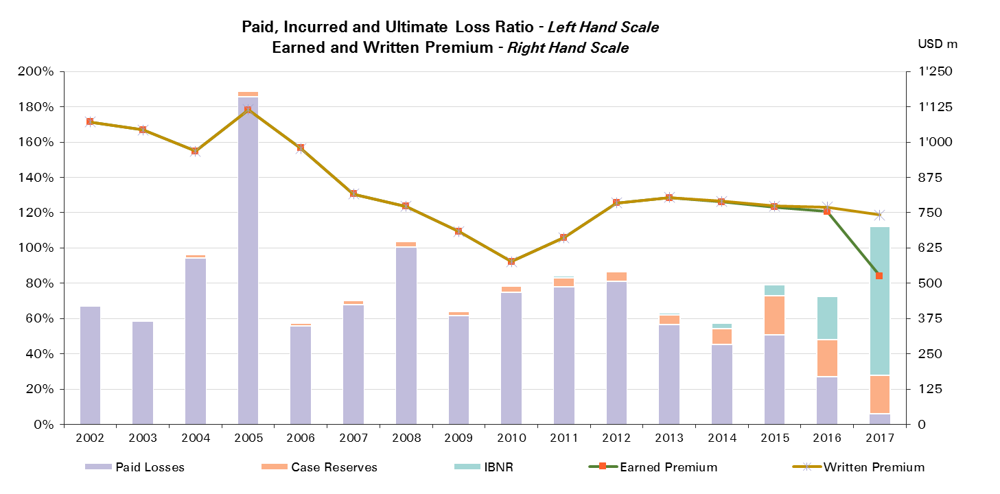 Paid, Incurred and Ultimate Loss Ratio - Left Hand Scale
Earned and Written Premium - Right Hand Scale
USD m
200% 1'250
180% 1'125
160% 1'000
140% 875
120% 750
100% 625
80% 500
60% 375
40% 250
20% 125
0% 0
2002 2003 2004 2005 2006 2007 2008 2009 2010 2011 2012 2013 2014 2015 2016 2017
Paid Losses Case Reserves IBNR Earned Premium Written Premium